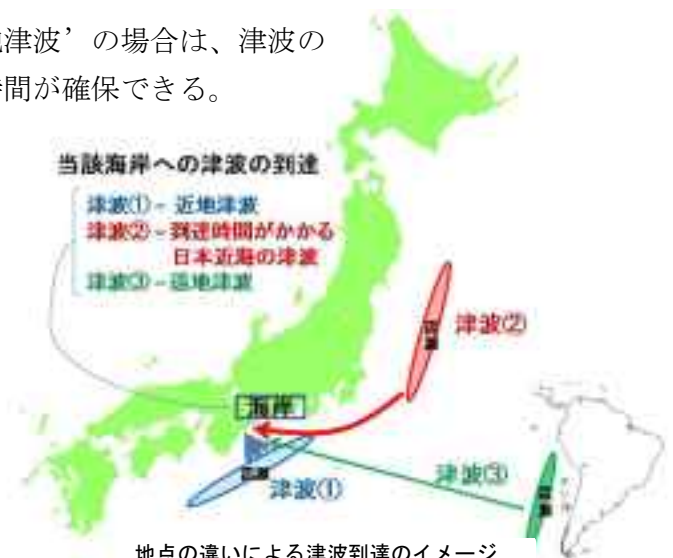 津波’の場合は、津波の
間が確保できる。
当該海岸への津波の到達
津波①－近地津波
津波②－到達時間がかかる
日本近海の津波
津波③－遠地津波
津波②
海岸
津波③
津波①
地点の違いによる津波到達のイメージ